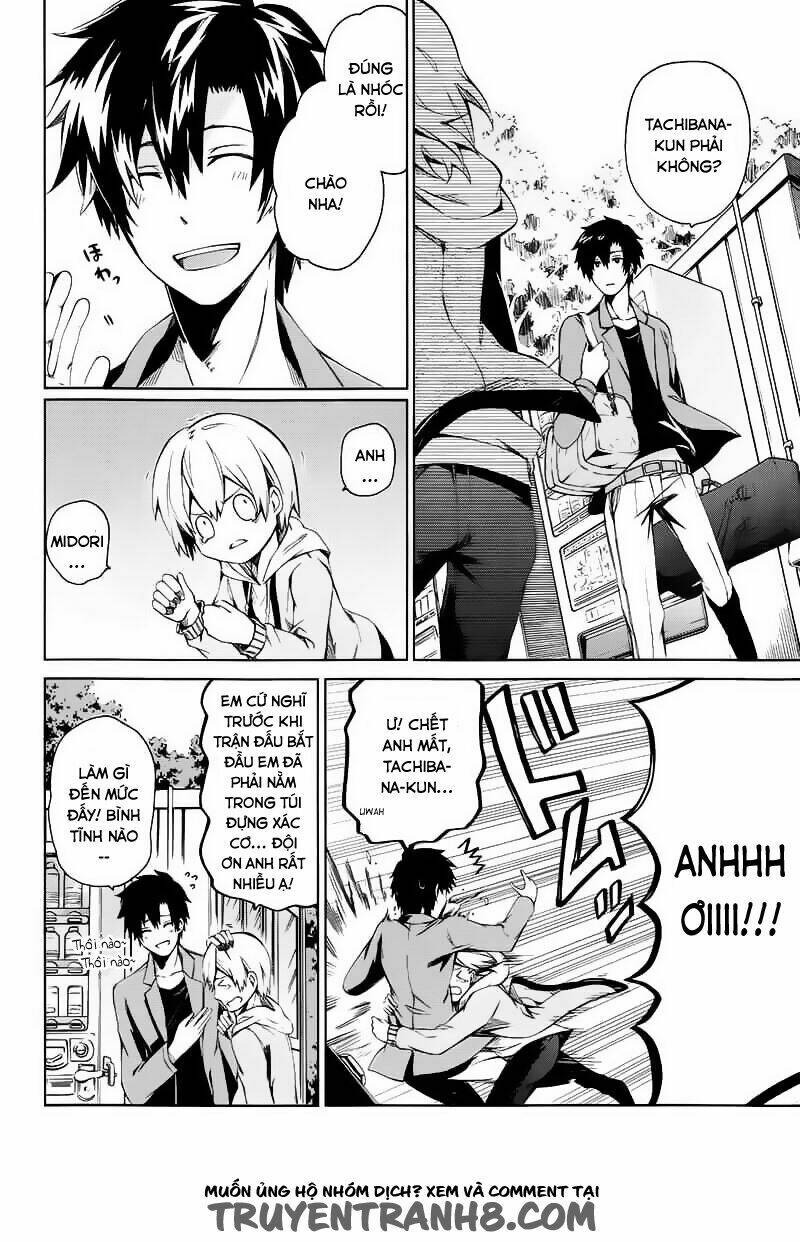 TACHIBANA-
KUN PHẢI
KHÔNG?
ĐÚNG
LÀ NHÓC
RỒI!
CHÀO
NHA!
ほわっ
ANH
...
MIDORI
...
ANHHH
ƠIIII!!!
ドムッ
Ư! CHẾT
ANH MẤT,
TACHIBA-
NA-KUN...
UWAH
EM CỨ NGHĨ
TRƯỚC KHI
TRẬN ĐẤU BẮT
ĐẦU EM ĐÃ
PHẢI NẰM
TRONG TÚI
ĐỰNG XÁC
CƠ... ĐỘI
ƠN ANH RẤT
NHIỀU Ạ!
LÀM GÌ
ĐẾN MỨC
ĐẤY! BÌNH
TĨNH NÀO
--
Thôi nào~
Thôi nào~
MUỐN ỦNG HỘ NHÓM DỊCH? XEM VÀ COMMENT TẠI
TRUYENTRANH8.COM